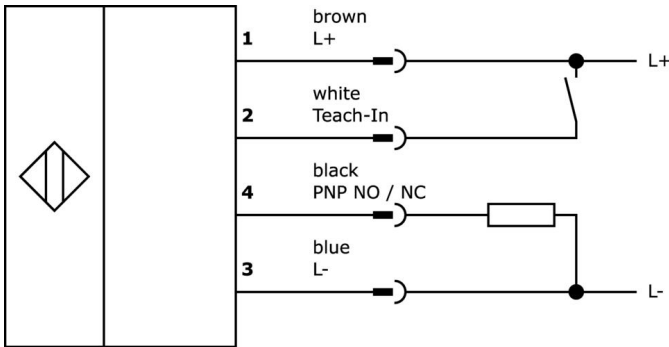 brown
1 L+
L+
white
2 Teach-In
black
4 PNP NO / NC
blue
3 L-
L-